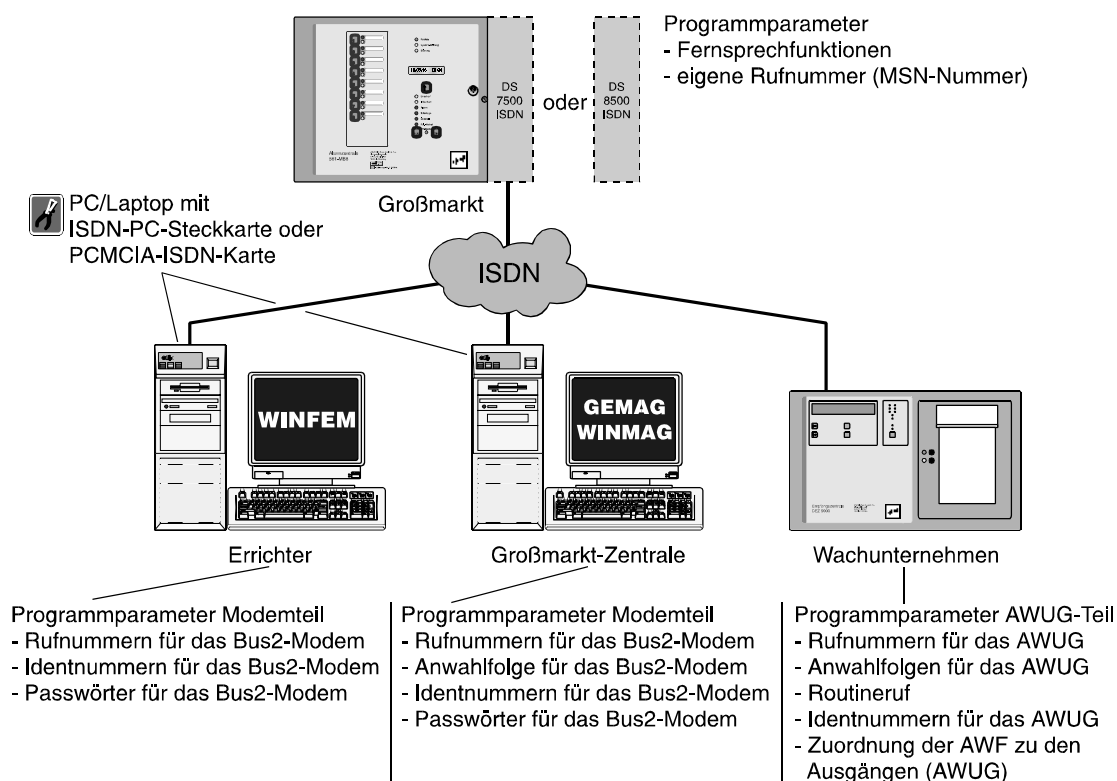 Programmparameter
- Fernsprechfunktionen
- eigene Rufnummer (MSN-Nummer)
DS
7500
ISDN
oder
DS
8500
ISDN
Großmarkt
PC/Laptop mit
ISDN-PC-Steckkarte oder
PCMCIA-ISDN-Karte
ISDN
WINFEM
GEMAG
WINMAG
Errichter
Großmarkt-Zentrale
Wachunternehmen
Programmparameter Modemteil
- Rufnummern für das Bus2-Modem
- Identnummern für das Bus2-Modem
- Passwörter für das Bus2-Modem
Programmparameter Modemteil
- Rufnummern für das Bus2-Modem
- Anwahlfolge für das Bus2-Modem
- Identnummern für das Bus2-Modem
- Passwörter für das Bus2-Modem
Programmparameter AWUG-Teil
- Rufnummern für das AWUG
- Anwahlfolgen für das AWUG
- Routineruf
- Identnummern für das AWUG
- Zuordnung der AWF zu den
Ausgängen (AWUG)